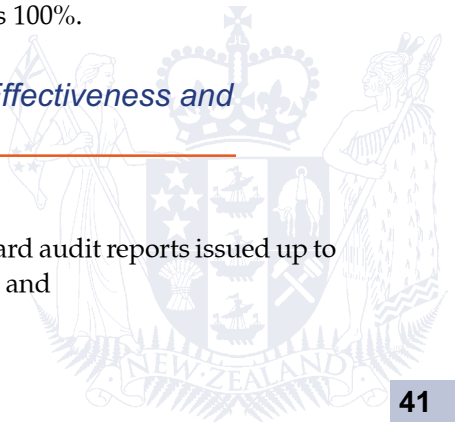 s 100%.
ffectiveness and
ard audit reports issued up to
and
NEW·ZEALAND
41